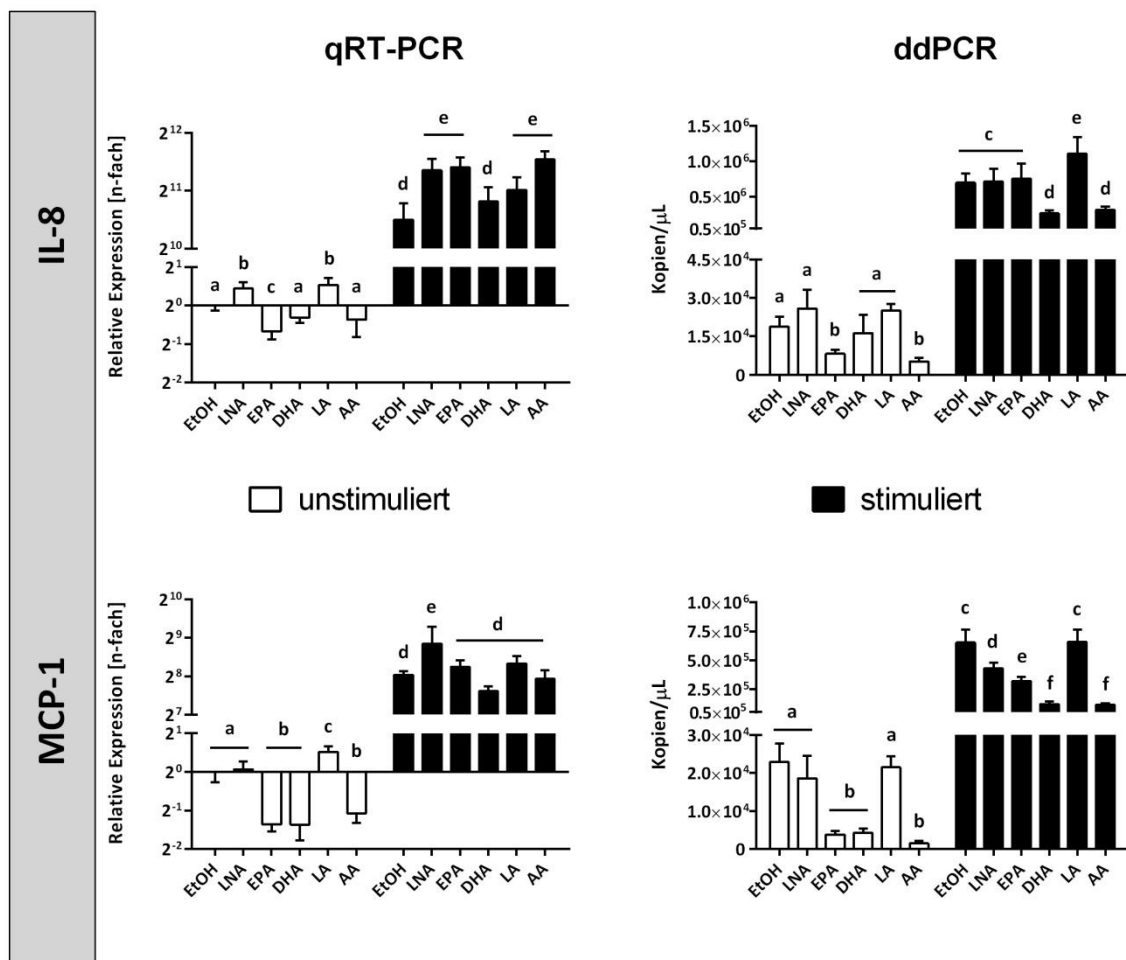 qRT-PCR
ddPCR
IL-8
Relative Expression [n-fach]
2^12
2^11
2^10
2^1
2^0
2^-1
2^-2
a b c a b a
d e d e
EtOH LNA EPA DHA LA AA EtOH LNA EPA DHA LA AA
Kopien/µL
1.5×10^6
1.0×10^6
0.5×10^6
0.5×10^5
4.5×10^4
3.0×10^4
1.5×10^4
0
a a b a b
c d e d
EtOH LNA EPA DHA LA AA EtOH LNA EPA DHA LA AA
unstimuliert
stimuliert
MCP-1
Relative Expression [n-fach]
2^10
2^9
2^8
2^7
2^1
2^0
2^-1
2^-2
a b c b
d e d
EtOH LNA EPA DHA LA AA EtOH LNA EPA DHA LA AA
Kopien/µL
1.0×10^6
7.5×10^5
5.0×10^5
2.5×10^5
0.5×10^5
3.0×10^4
2.0×10^4
1.0×10^4
0
a b a b
c d e f c f
EtOH LNA EPA DHA LA AA EtOH LNA EPA DHA LA AA